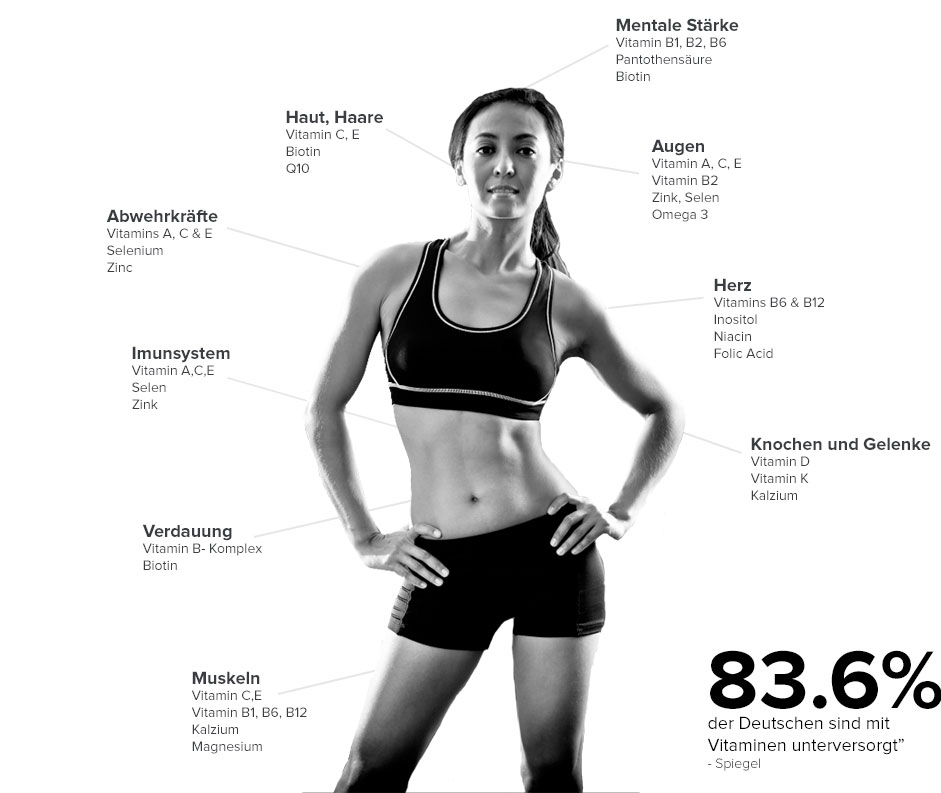 Mentale Stärke
Vitamin B1, B2, B6
Pantothensäure
Biotin
Haut, Haare
Vitamin C, E
Biotin
Q10
Augen
Vitamin A, C, E
Vitamin B2
Zink, Selen
Omega 3
Abwehrkräfte
Vitamins A, C & E
Selenium
Zinc
Herz
Vitamins B6 & B12
Inositol
Niacin
Folic Acid
Imunsystem
Vitamin A,C,E
Selen
Zink
Knochen und Gelenke
Vitamin D
Vitamin K
Kalzium
Verdauung
Vitamin B- Komplex
Biotin
Muskeln
Vitamin C,E
Vitamin B1, B6, B12
Kalzium
Magnesium
83.6%
der Deutschen sind mit
Vitaminen unterversorgt”
- Spiegel